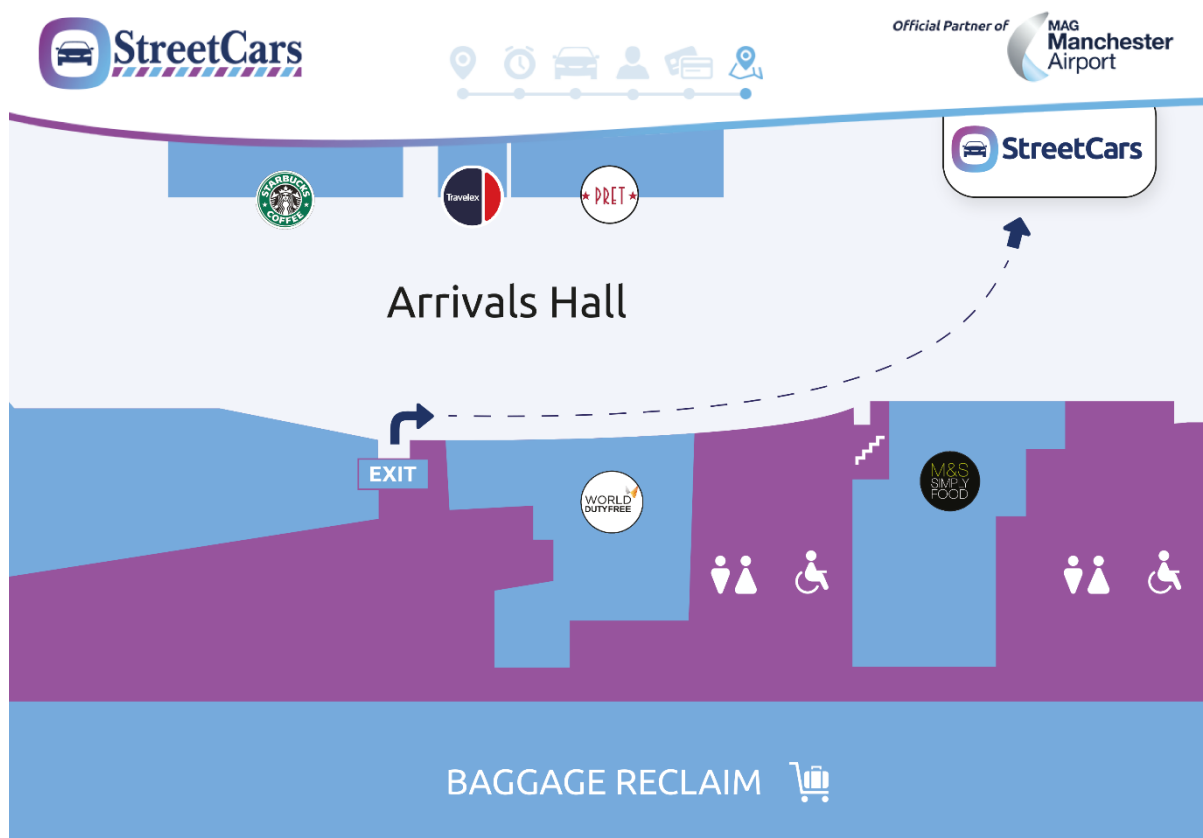 StreetCars
Official Partner of
MAG
Manchester
Airport
StreetCars
STARBUCKS
COFFEE
Travelex
PRET
Arrivals Hall
EXIT
WORLD
DUTYFREE
M&S
SIMPLY
FOOD
BAGGAGE RECLAIM